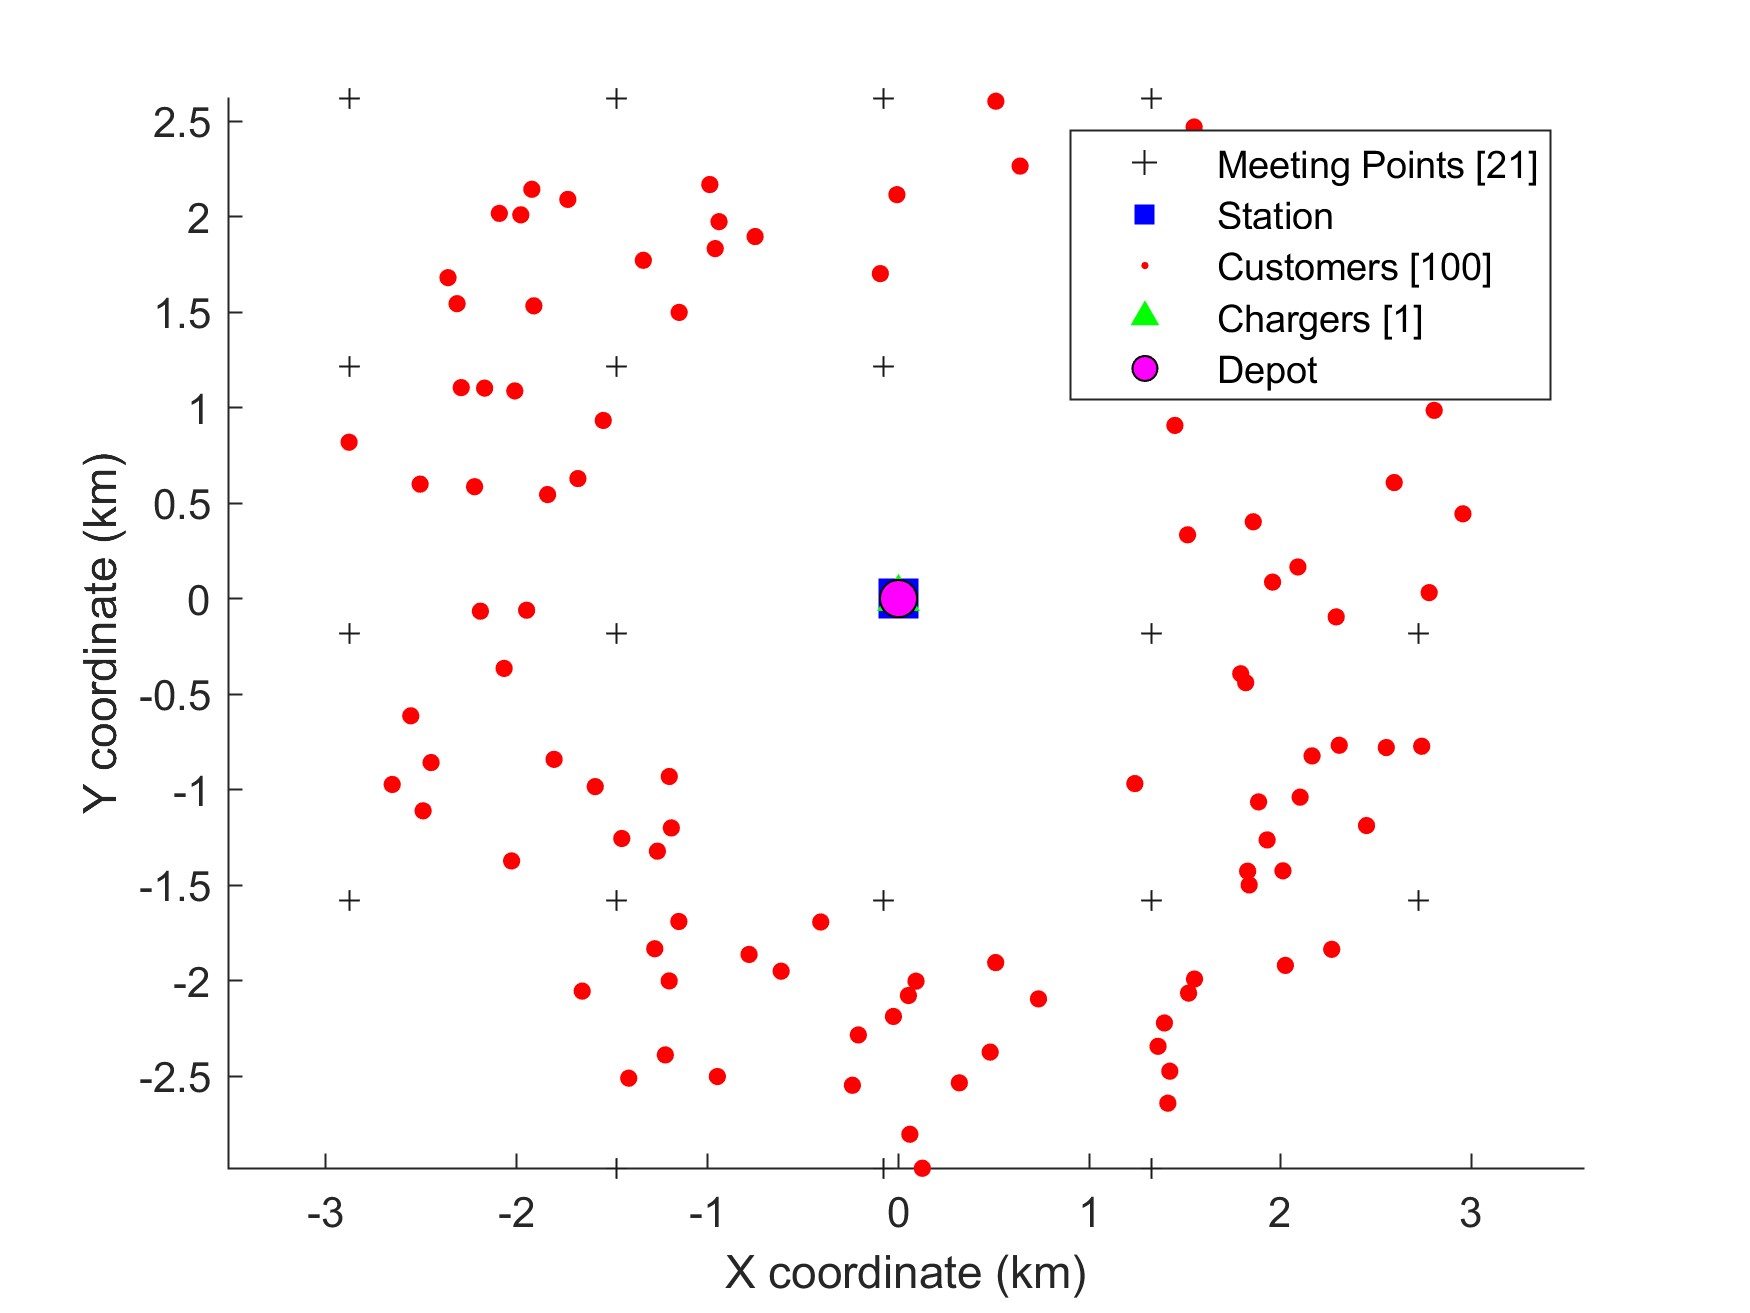 2.5
2
1.5
1
0.5
0
-0.5
-1
-1.5
-2
-2.5
Y coordinate (km)
Meeting Points [21]
Station
Customers [100]
Chargers [1]
Depot
-3
-2
-1
0
1
2
3
X coordinate (km)